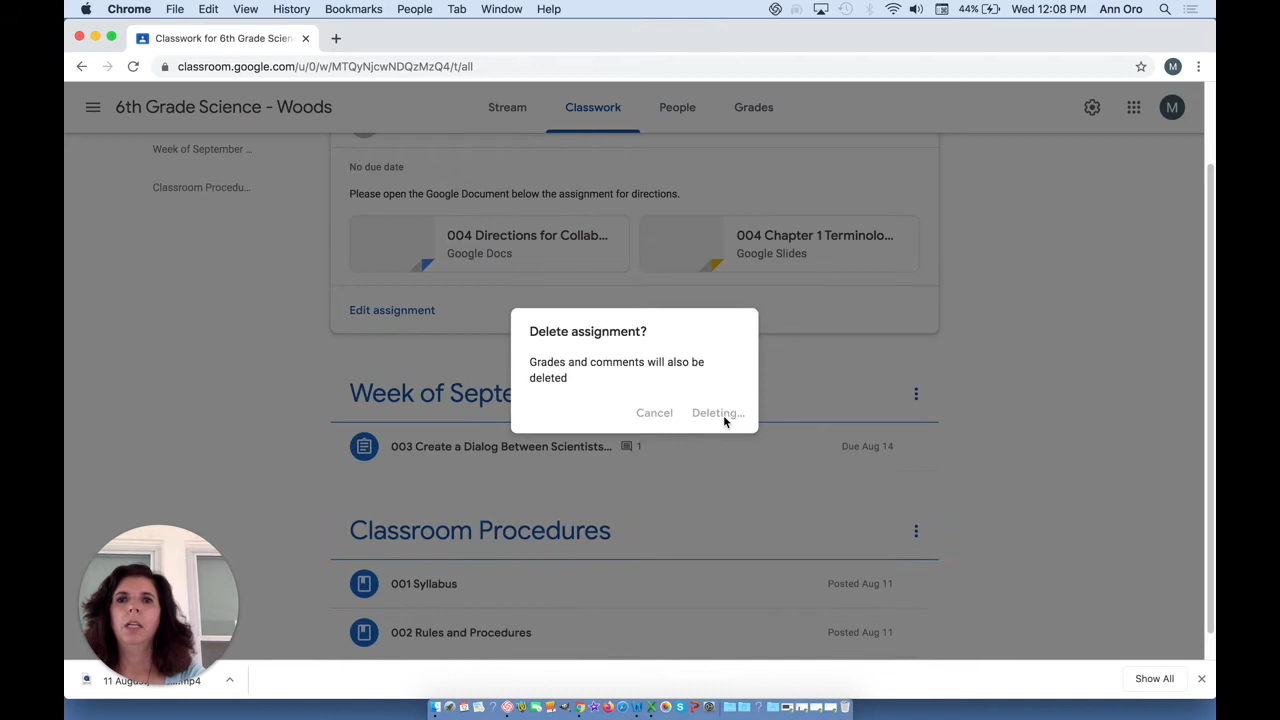 Chrome File Edit View History Bookmarks People Tab Window Help 44% Wed 12:08 PM Ann Oro
Classwork for 6th Grade Scien
classroom.google.com/u/0/w/MTQyNjcwNDQzMzQ4/t/all M
6th Grade Science - Woods Stream Classwork People Grades M
Week of September ...
Classroom Procedu...
No due date
Please open the Google Document below the assignment for directions.
004 Directions for Collab...
Google Docs
004 Chapter 1 Terminolo...
Google Slides
Edit assignment
Delete assignment?
Grades and comments will also be
deleted
Cancel Deleting...
Week of Septe
003 Create a Dialog Between Scientists... 1 Due Aug 14
Classroom Procedures
001 Syllabus Posted Aug 11
002 Rules and Procedures Posted Aug 11
11 August, .mp4 Show All